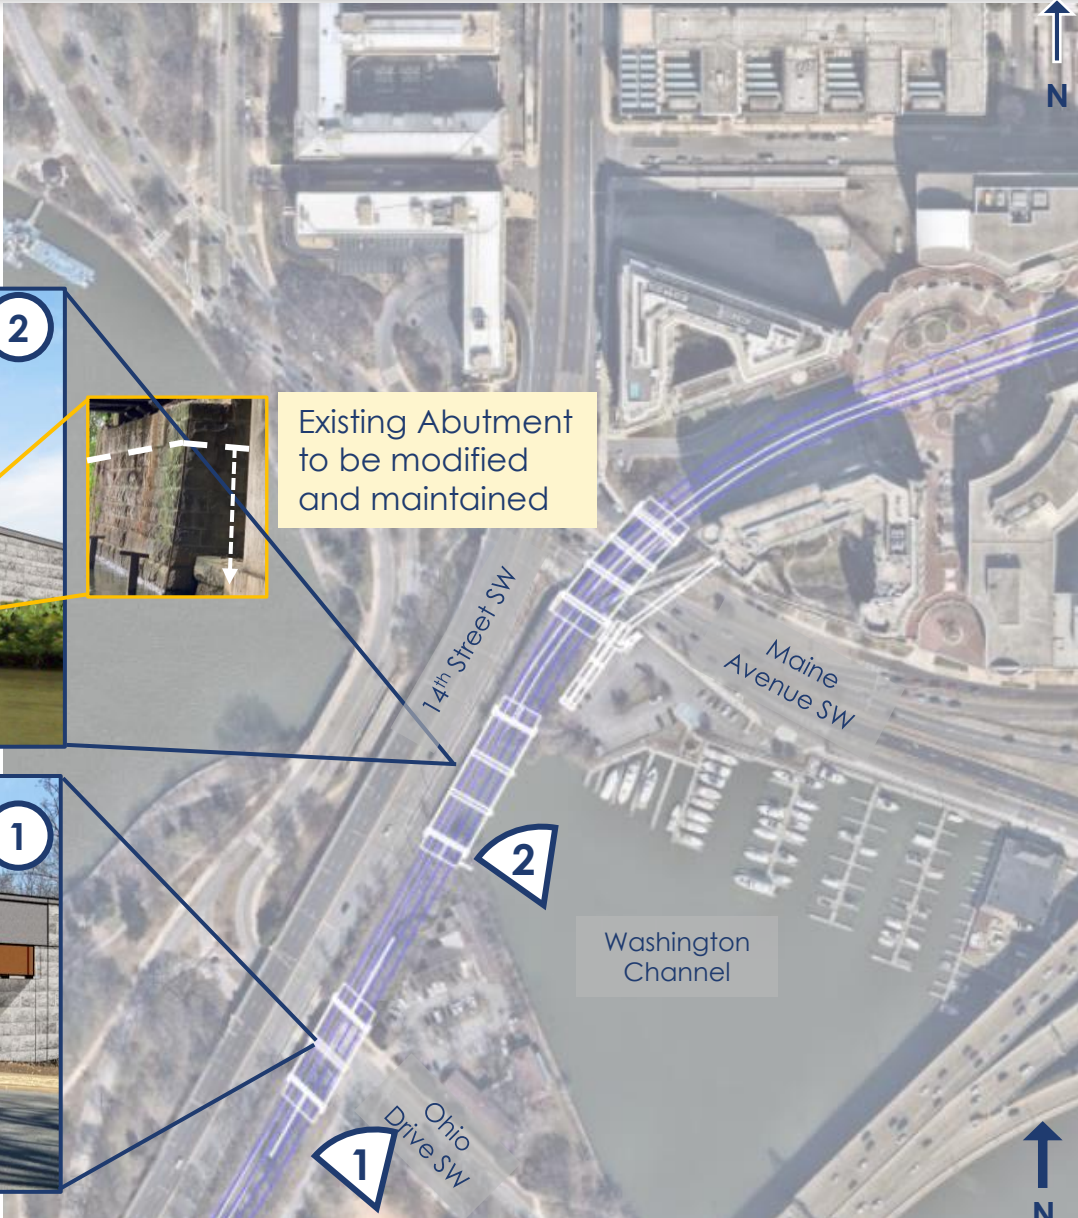 N
2
Existing Abutment
to be modified
and maintained
14th Street SW
Maine
Avenue SW
1
2
Washington
Channel
Ohio
Drive SW
1
N